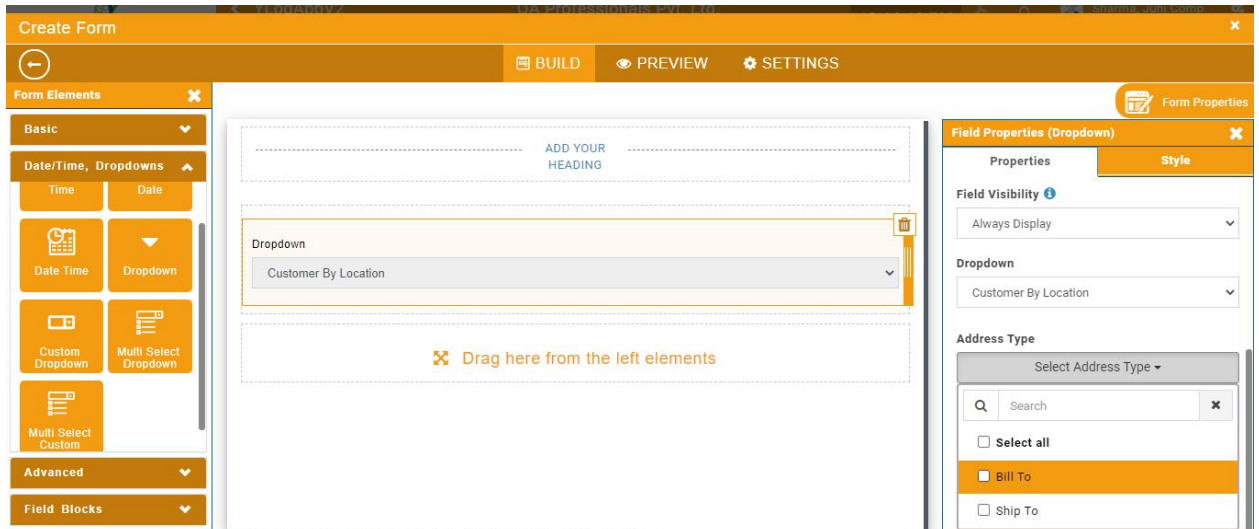 Create Form
BUILD
PREVIEW
SETTINGS
Form Elements
Form Properties
Basic
Date/Time, Dropdowns
Time
Date
Date Time
Dropdown
Custom
Dropdown
Multi Select
Dropdown
Multi Select
Custom
Advanced
Field Blocks
ADD YOUR
HEADING
Dropdown
Customer By Location
Drag here from the left elements
Field Properties (Dropdown)
Properties
Style
Field Visibility
Always Display
Dropdown
Customer By Location
Address Type
Select Address Type
Search
Select all
Bill To
Ship To